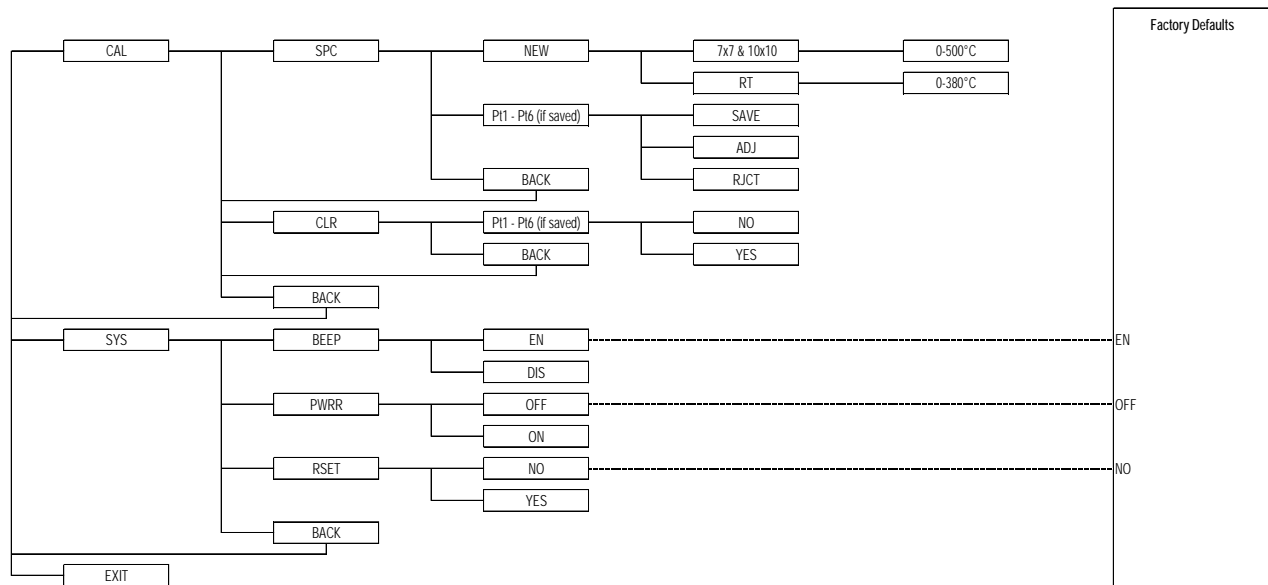 Factory Defaults
CAL
SPC
NEW
7x7 & 10x10
0-500°C
RT
0-380°C
Pt1 - Pt6 (if saved)
SAVE
ADJ
RJCT
BACK
CLR
Pt1 - Pt6 (if saved)
NO
YES
BACK
BACK
SYS
BEEP
EN
EN
DIS
PWRR
OFF
OFF
ON
RSET
NO
NO
YES
BACK
EXIT